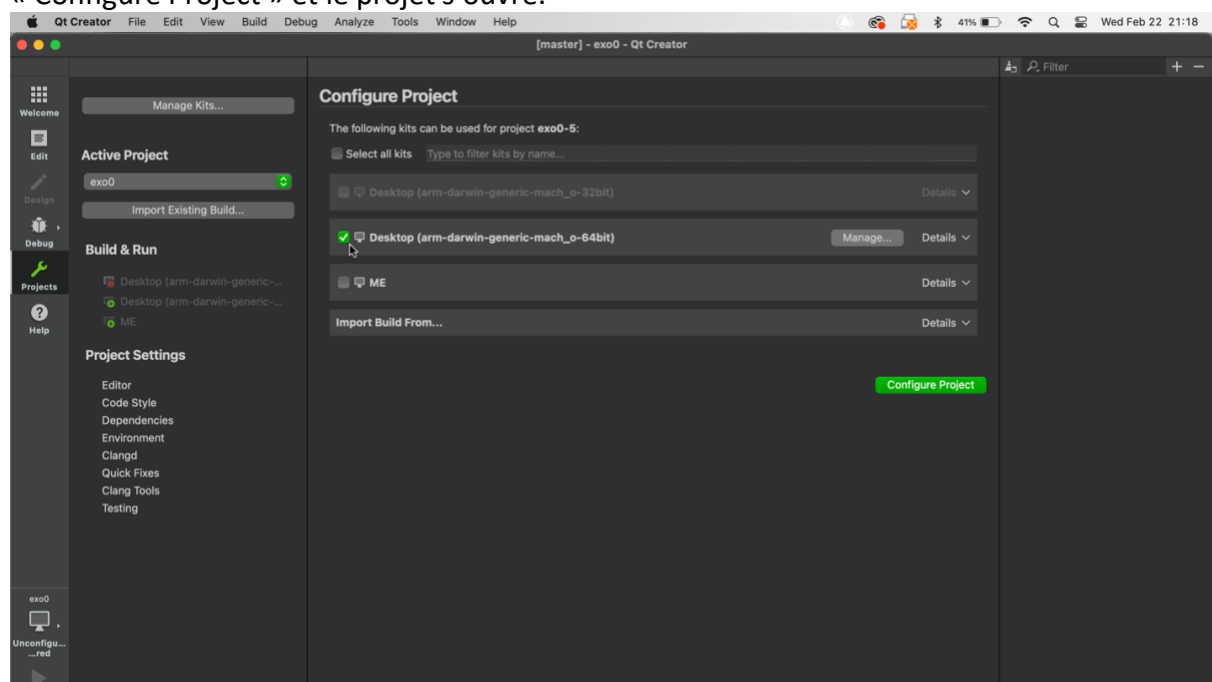 « Configure Project » et le projet s'ouvre.
Qt Creator File Edit View Build Debug Analyze Tools Window Help 41% Wed Feb 22 21:18
[master] - exo0 - Qt Creator
Filter
Welcome
Edit
Design
Debug
Projects
Help
exo0
Unconfigu...
...red
Manage Kits...
Active Project
exo0
Import Existing Build...
Build & Run
Desktop (arm-darwin-generic-...
Desktop (arm-darwin-generic-...
ME
Project Settings
Editor
Code Style
Dependencies
Environment
Clangd
Quick Fixes
Clang Tools
Testing
Configure Project
The following kits can be used for project exo0-5:
Select all kits Type to filter kits by name...
Desktop (arm-darwin-generic-mach_o-32bit) Details
Desktop (arm-darwin-generic-mach_o-64bit) Manage... Details
ME Details
Import Build From... Details
Configure Project